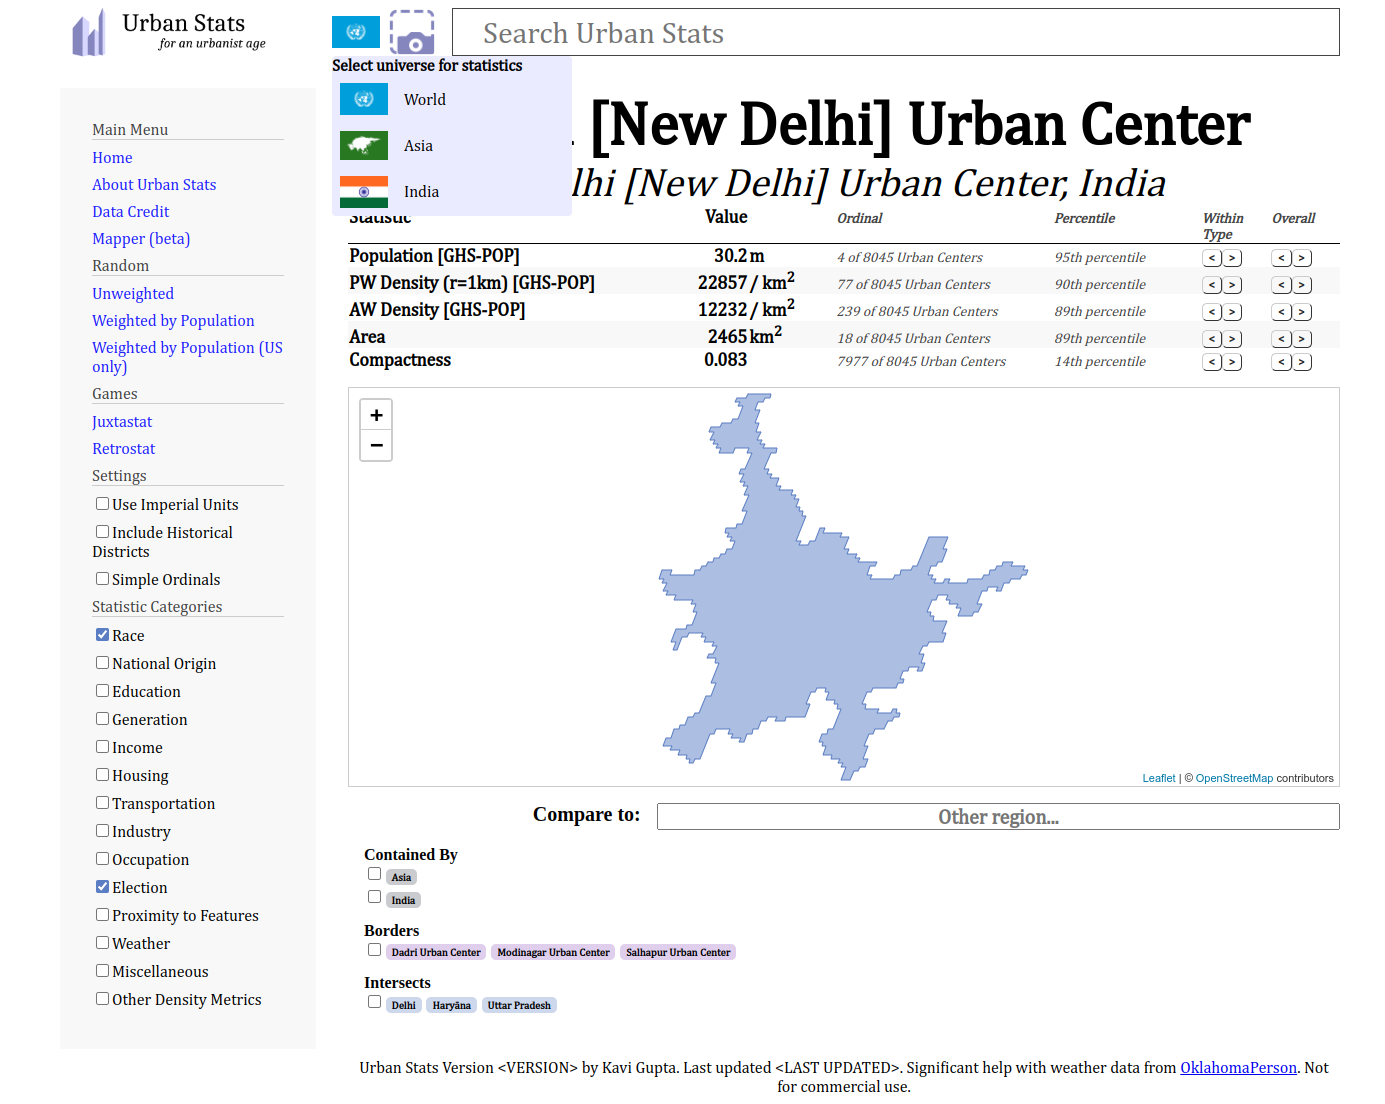 Urban Stats
for an urbanist age
Search Urban Stats
Select universe for statistics
World
Asia
India
[New Delhi] Urban Center
lhi [New Delhi] Urban Center, India
Main Menu
Home
About Urban Stats
Data Credit
Mapper (beta)
Random
Unweighted
Weighted by Population
Weighted by Population (US
only)
Games
Juxtastat
Retrostat
Settings
Use Imperial Units
Include Historical
Districts
Simple Ordinals
Statistic Categories
Race
National Origin
Education
Generation
Income
Housing
Transportation
Industry
Occupation
Election
Proximity to Features
Weather
Miscellaneous
Other Density Metrics
Statistic Value Ordinal Percentile Within Type Overall
Population [GHS-POP] 30.2 m 4 of 8045 Urban Centers 95th percentile < > < >
PW Density (r=1km) [GHS-POP] 22857 / km² 77 of 8045 Urban Centers 90th percentile < > < >
AW Density [GHS-POP] 12232 / km² 239 of 8045 Urban Centers 89th percentile < > < >
Area 2465 km² 18 of 8045 Urban Centers 89th percentile < > < >
Compactness 0.083 7977 of 8045 Urban Centers 14th percentile < > < >
+
−
Leaflet | © OpenStreetMap contributors
Compare to: Other region...
Contained By
Asia
India
Borders
Dadri Urban Center Modinagar Urban Center Salhapur Urban Center
Intersects
Delhi Haryāna Uttar Pradesh
Urban Stats Version <VERSION> by Kavi Gupta. Last updated <LAST UPDATED>. Significant help with weather data from OklahomaPerson. Not
for commercial use.